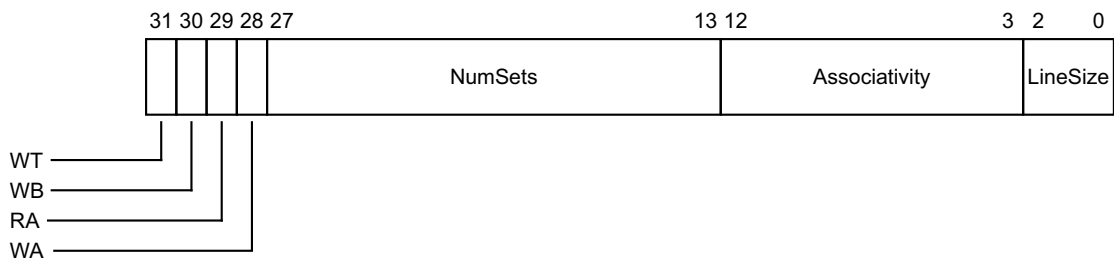 31 30 29 28 27 13 12 3 2 0
NumSets Associativity LineSize
WT
WB
RA
WA